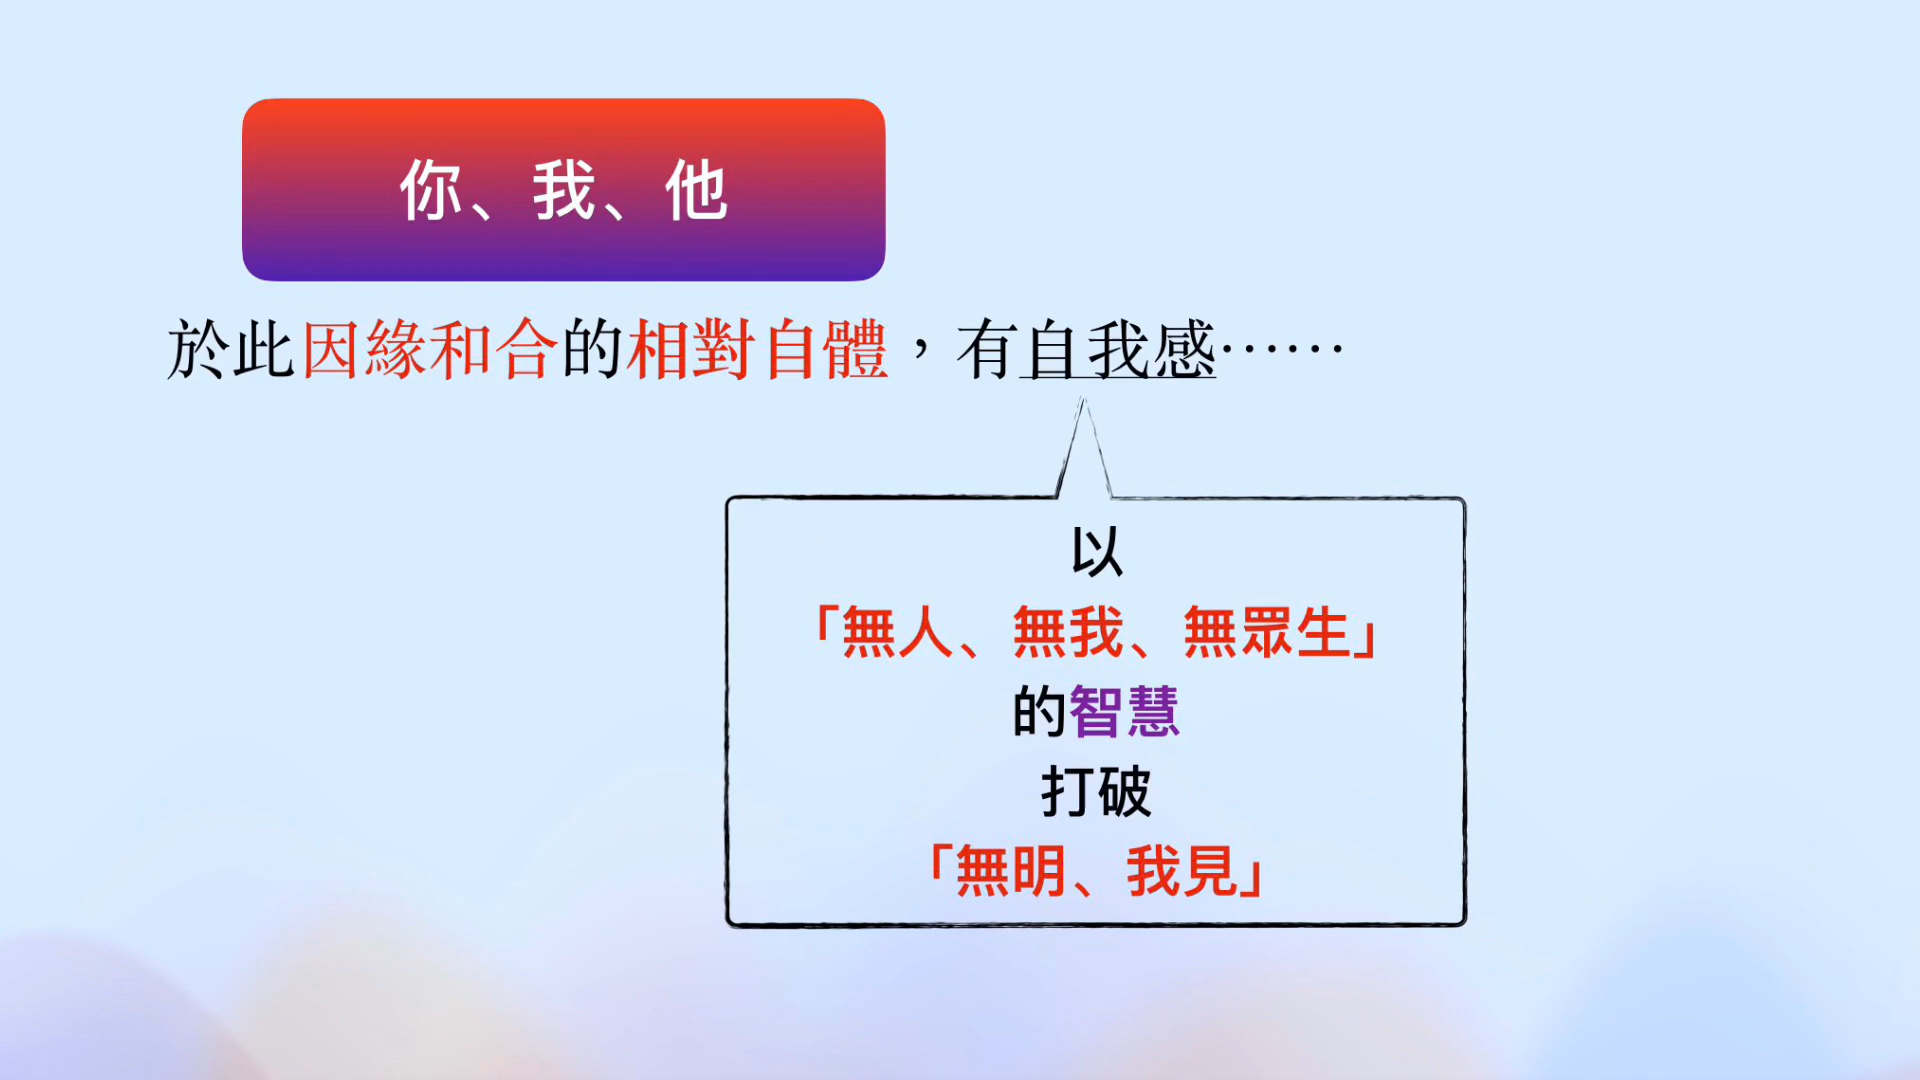 你、我、他
於此因緣和合的相對自體，有自我感⋯⋯
以
「無人、無我、無眾生」
的智慧
打破
「無明、我見」